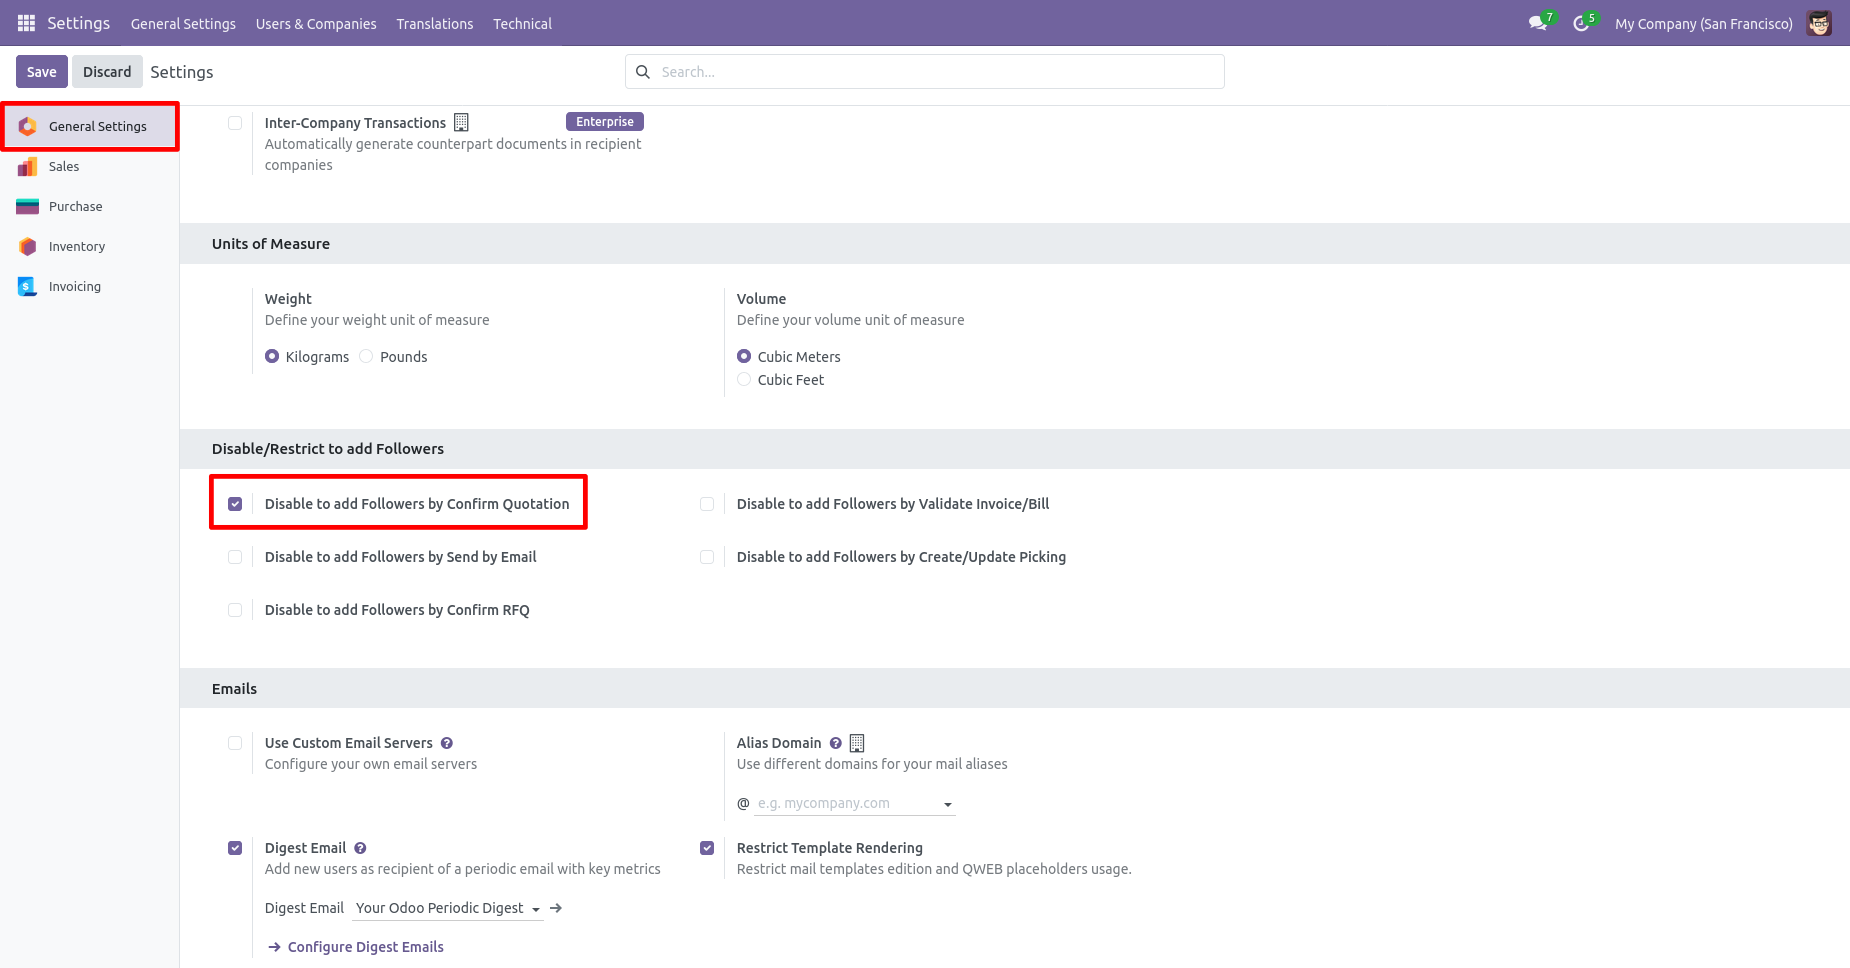 Settings General Settings Users & Companies Translations Technical 7 5 My Company (San Francisco)
Save Discard Settings Search...
General Settings
Sales
Purchase
Inventory
Invoicing
Inter-Company Transactions Enterprise
Automatically generate counterpart documents in recipient
companies
Units of Measure
Weight Volume
Define your weight unit of measure Define your volume unit of measure
Kilograms Pounds Cubic Meters
Cubic Feet
Disable/Restrict to add Followers
Disable to add Followers by Confirm Quotation Disable to add Followers by Validate Invoice/Bill
Disable to add Followers by Send by Email Disable to add Followers by Create/Update Picking
Disable to add Followers by Confirm RFQ
Emails
Use Custom Email Servers ? Alias Domain ?
Configure your own email servers Use different domains for your mail aliases
@ e.g. mycompany.com
Digest Email ? Restrict Template Rendering
Add new users as recipient of a periodic email with key metrics Restrict mail templates edition and QWEB placeholders usage.
Digest Email Your Odoo Periodic Digest
Configure Digest Emails